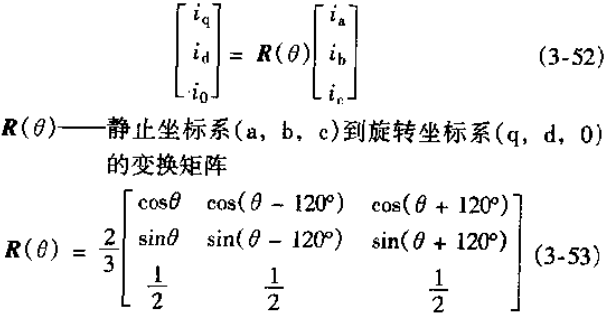 [i_q i_d i_0] = R(θ) [i_a i_b i_c] (3-52)
R(θ)——静止坐标系(a, b, c)到旋转坐标系(q, d, 0)
的变换矩阵
R(θ) = 2/3 [
cosθ cos(θ - 120°) cos(θ + 120°)
sinθ sin(θ - 120°) sin(θ + 120°)
1/2 1/2 1/2
] (3-53)